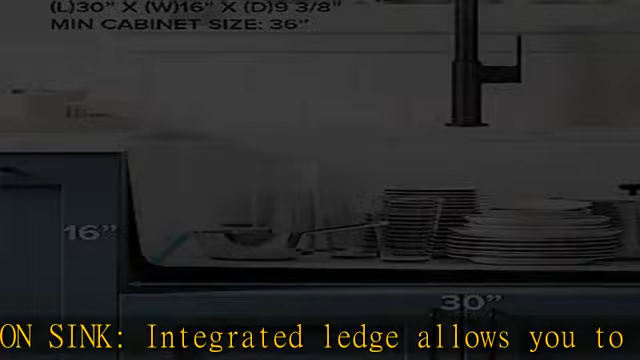 (L)30” X (W)16” X (D)9 3/8”
MIN CABINET SIZE: 36”
16”
30”
ON SINK: Integrated ledge allows you to